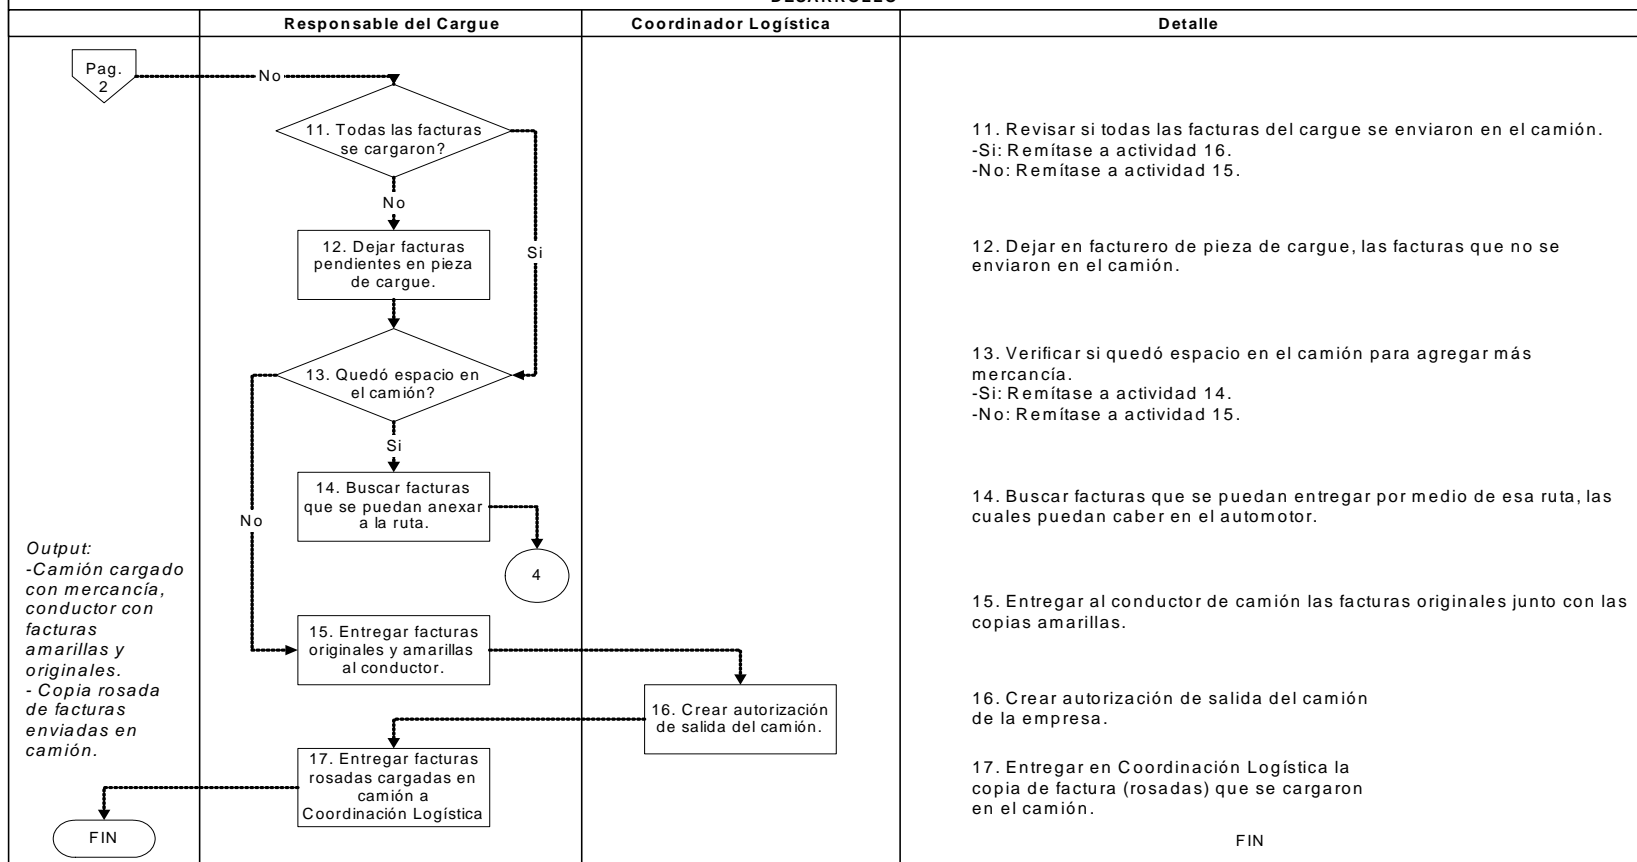 Responsable del Cargue
Coordinador Logística
Detalle
Pag.
2
No
11. Todas las facturas
se cargaron?
No
Si
12. Dejar facturas
pendientes en pieza
de cargue.
13. Quedó espacio en
el camión?
Si
No
14. Buscar facturas
que se puedan anexar
a la ruta.
4
15. Entregar facturas
originales y amarillas
al conductor.
16. Crear autorización
de salida del camión.
17. Entregar facturas
rosadas cargadas en
camión a
Coordinación Logística
Output:
-Camión cargado
con mercancía,
conductor con
facturas
amarillas y
originales.
- Copia rosada
de facturas
enviadas en
camión.
FIN
11. Revisar si todas las facturas del cargue se enviaron en el camión.
-Si: Remítase a actividad 16.
-No: Remítase a actividad 15.
12. Dejar en facturero de pieza de cargue, las facturas que no se
enviaron en el camión.
13. Verificar si quedó espacio en el camión para agregar más
mercancía.
-Si: Remítase a actividad 14.
-No: Remítase a actividad 15.
14. Buscar facturas que se puedan entregar por medio de esa ruta, las
cuales puedan caber en el automotor.
15. Entregar al conductor de camión las facturas originales junto con las
copias amarillas.
16. Crear autorización de salida del camión
de la empresa.
17. Entregar en Coordinación Logística la
copia de factura (rosadas) que se cargaron
en el camión.
FIN